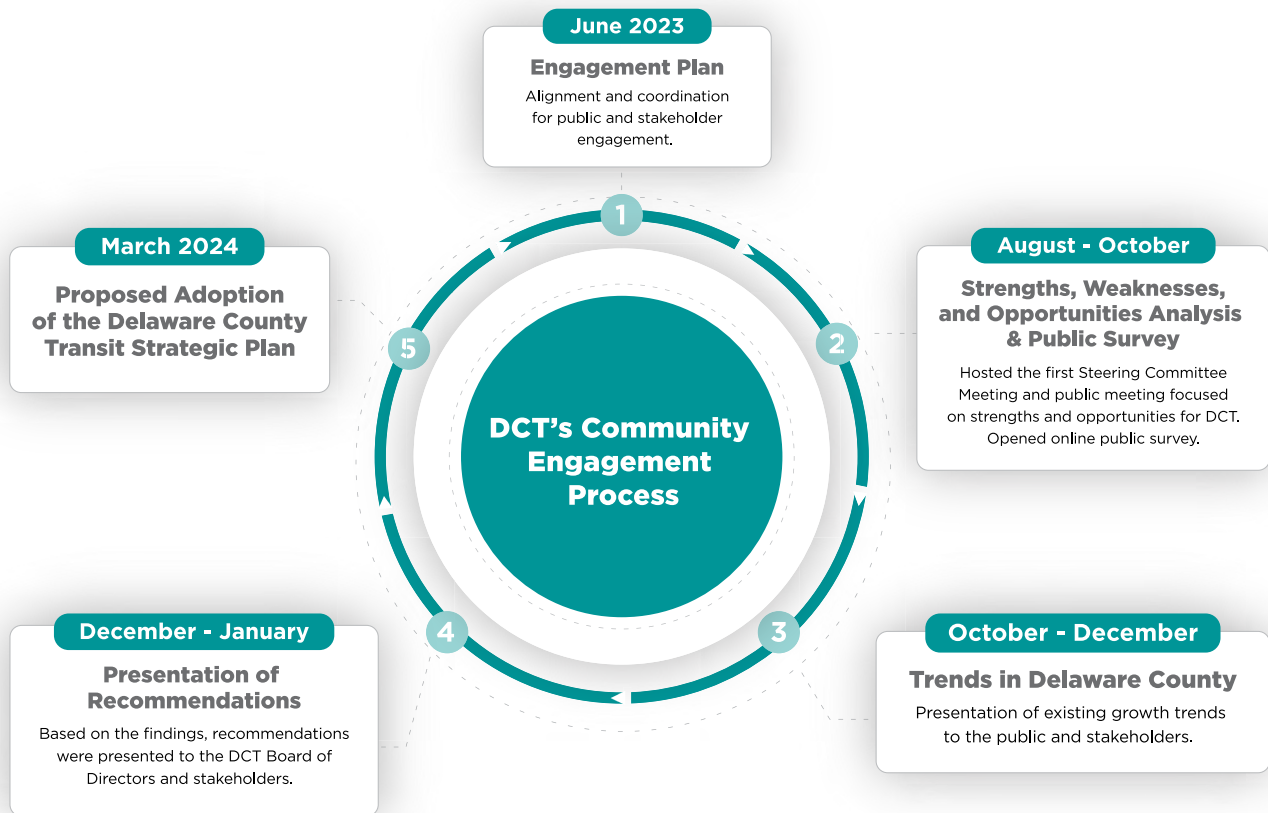 June 2023
Engagement Plan
Alignment and coordination
for public and stakeholder
engagement.
1
August - October
Strengths, Weaknesses,
and Opportunities Analysis
& Public Survey
Hosted the first Steering Committee
Meeting and public meeting focused
on strengths and opportunities for DCT.
Opened online public survey.
2
October - December
Trends in Delaware County
Presentation of existing growth trends
to the public and stakeholders.
3
December - January
Presentation of
Recommendations
Based on the findings, recommendations
were presented to the DCT Board of
Directors and stakeholders.
4
March 2024
Proposed Adoption
of the Delaware County
Transit Strategic Plan
5
DCT's Community
Engagement
Process